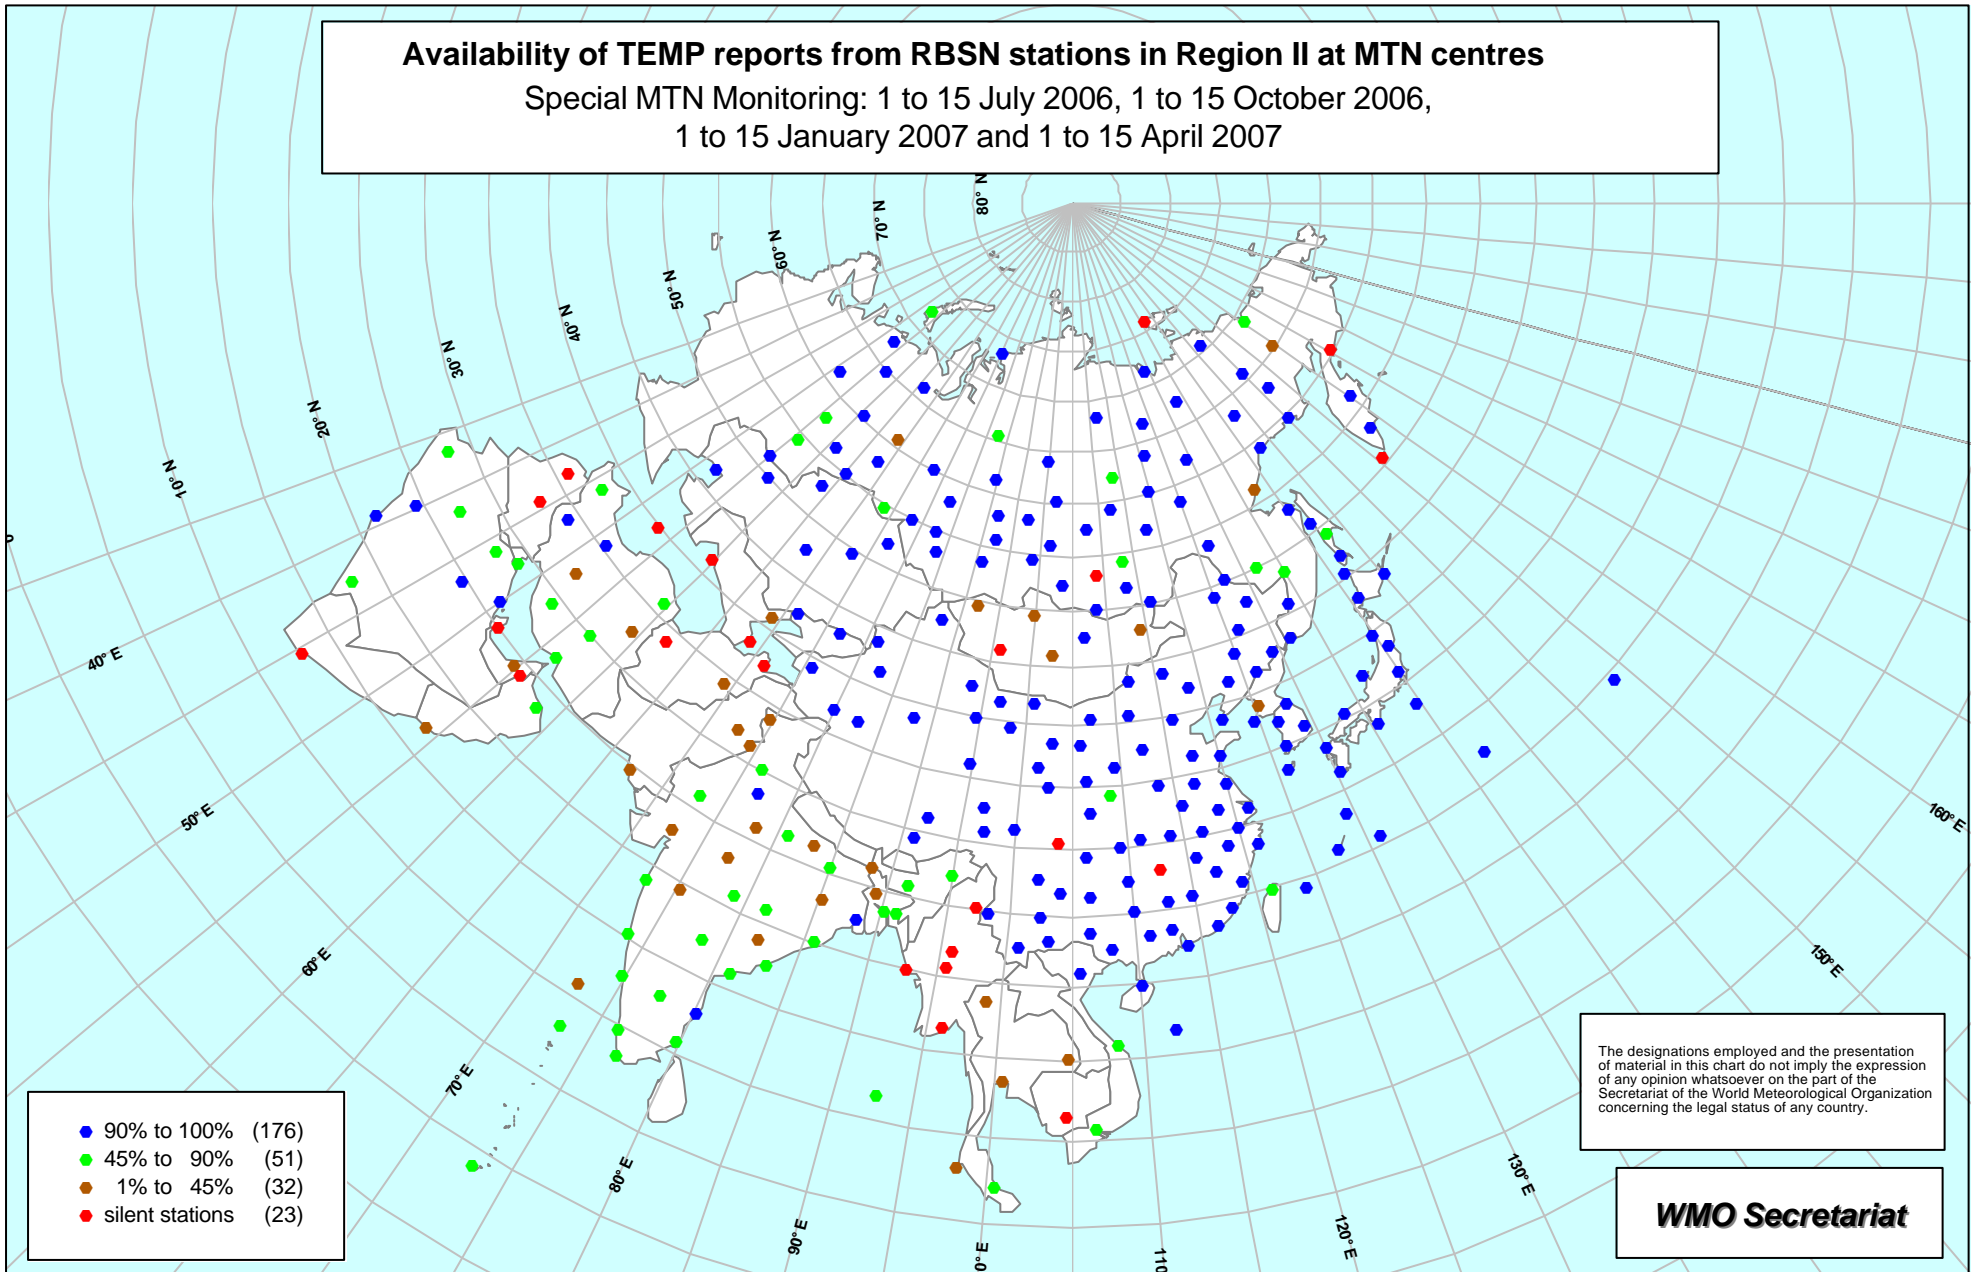 Availability of TEMP reports from RBSN stations in Region II at MTN centres
Special MTN Monitoring: 1 to 15 July 2006, 1 to 15 October 2006,
1 to 15 January 2007 and 1 to 15 April 2007
80° N
70° N
60° N
50° N
40° N
30° N
20° N
10° N
0
40° E
50° E
60° E
70° E
80° E
90° E
0° E
110
120° E
130° E
150° E
160° E
The designations employed and the presentation
of material in this chart do not imply the expression
of any opinion whatsoever on the part of the
Secretariat of the World Meteorological Organization
concerning the legal status of any country.
90% to 100% (176)
45% to 90% (51)
1% to 45% (32)
silent stations (23)
WMO Secretariat